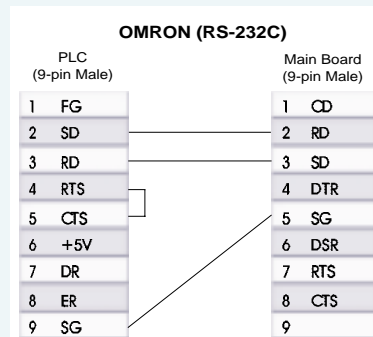 OMRON (RS-232C)
PLC
(9-pin Male)
Main Board
(9-pin Male)
1 FG
2 SD
3 RD
4 RTS
5 CTS
6 +5V
7 DR
8 ER
9 SG
1 CD
2 RD
3 SD
4 DTR
5 SG
6 DSR
7 RTS
8 CTS
9